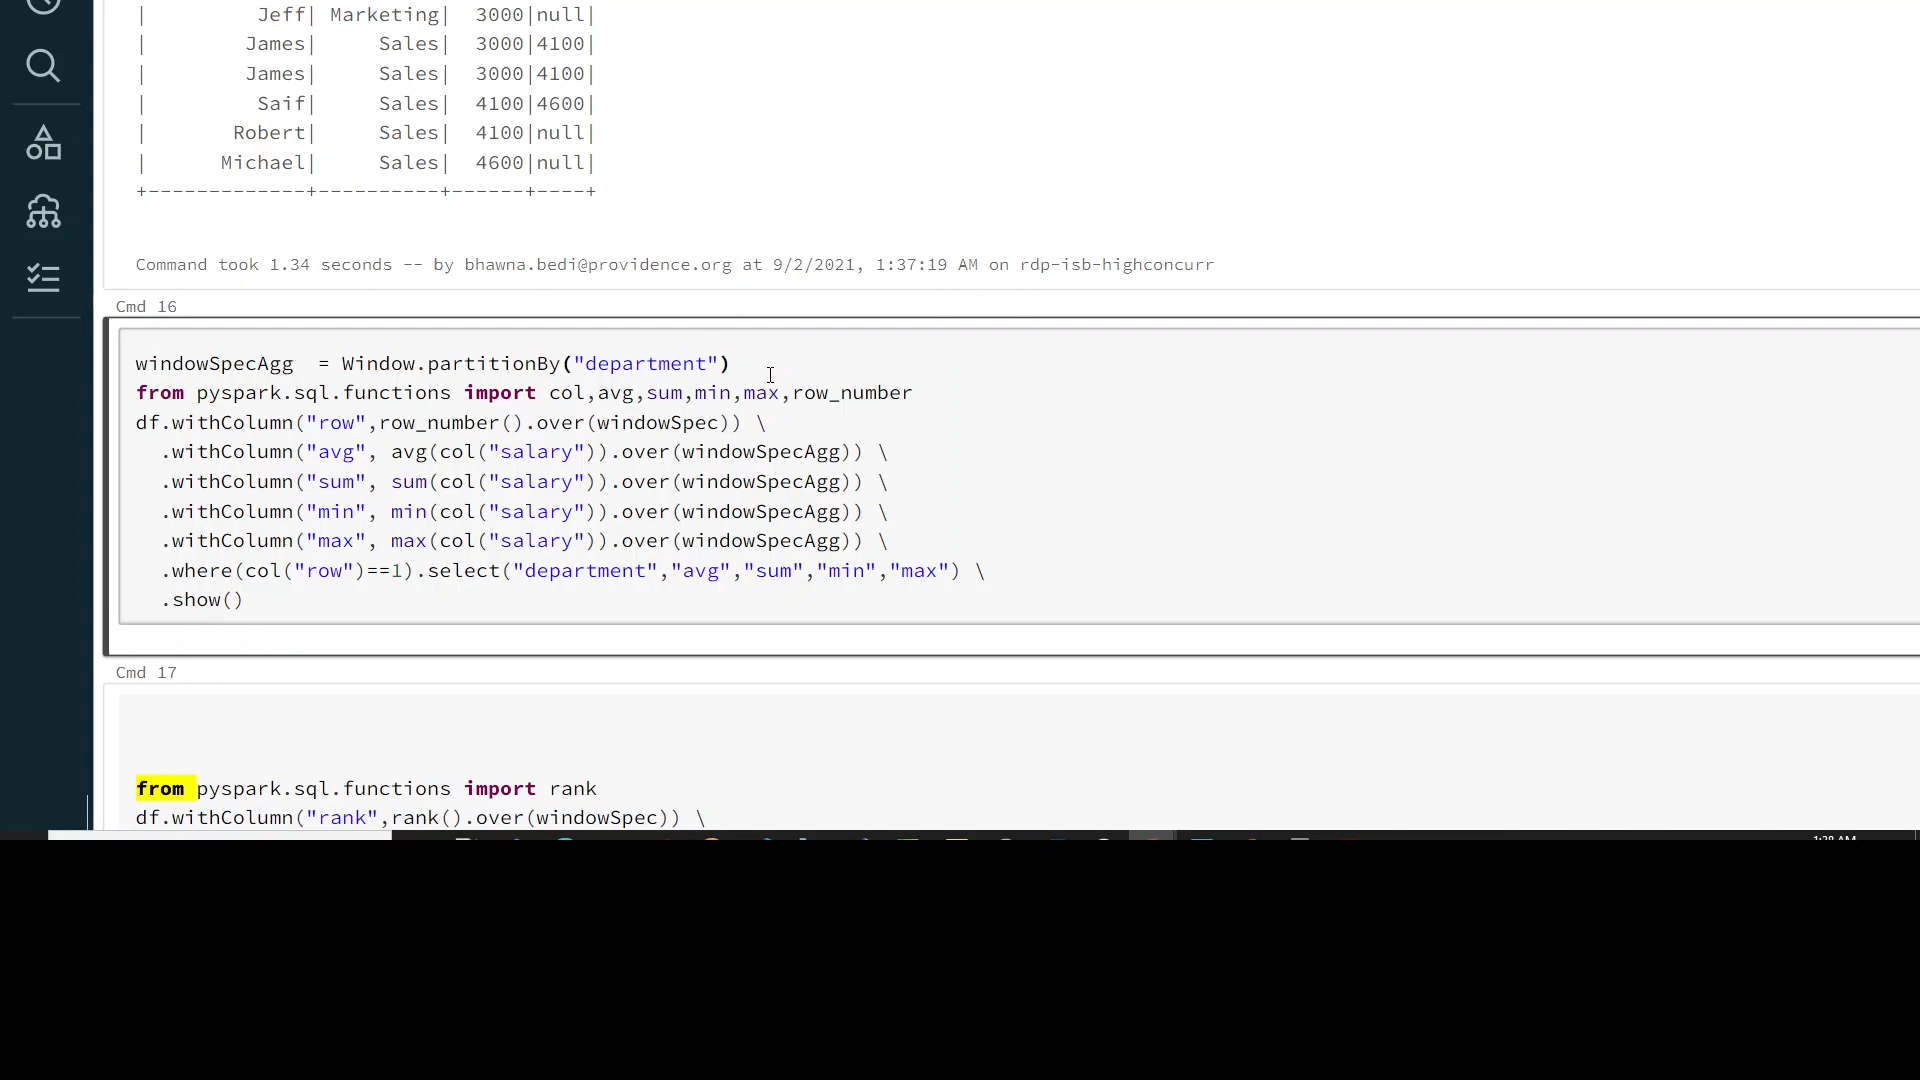 |         Jeff| Marketing|  3000|null|
|        James|     Sales|  3000|4100|
|        James|     Sales|  3000|4100|
|         Saif|     Sales|  4100|4600|
|       Robert|     Sales|  4100|null|
|      Michael|     Sales|  4600|null|
+-------------+----------+------+----+
Command took 1.34 seconds -- by bhawna.bedi@providence.org at 9/2/2021, 1:37:19 AM on rdp-isb-highconcurr
Cmd 16
windowSpecAgg  = Window.partitionBy("department")
from pyspark.sql.functions import col,avg,sum,min,max,row_number
df.withColumn("row",row_number().over(windowSpec)) \
  .withColumn("avg", avg(col("salary")).over(windowSpecAgg)) \
  .withColumn("sum", sum(col("salary")).over(windowSpecAgg)) \
  .withColumn("min", min(col("salary")).over(windowSpecAgg)) \
  .withColumn("max", max(col("salary")).over(windowSpecAgg)) \
  .where(col("row")==1).select("department","avg","sum","min","max") \
  .show()
Cmd 17
from pyspark.sql.functions import rank
df.withColumn("rank",rank().over(windowSpec)) \